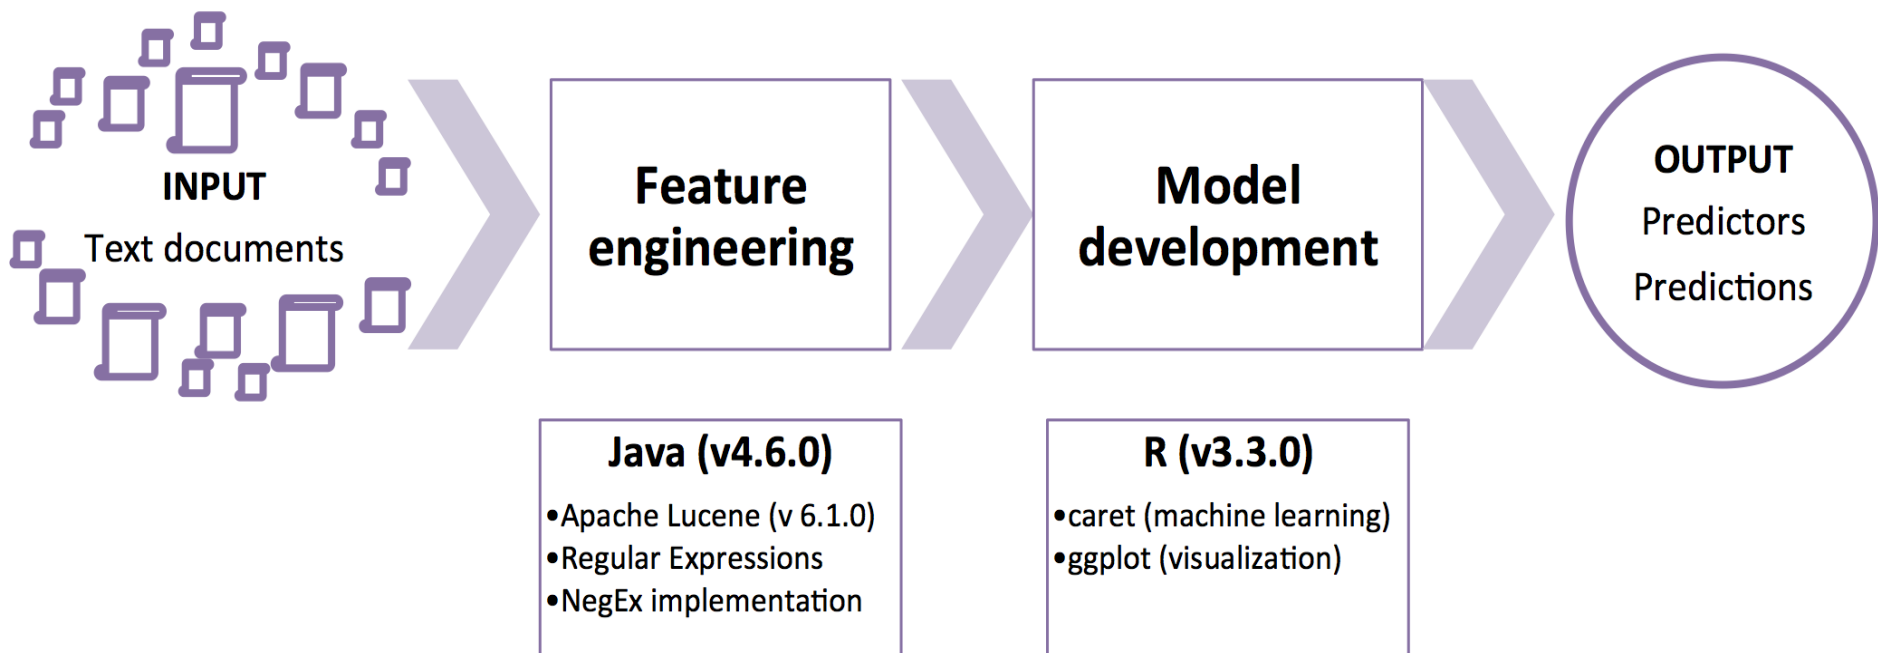 INPUT
Text documents
Feature
engineering
Model
development
OUTPUT
Predictors
Predictions
Java (v4.6.0)
•Apache Lucene (v 6.1.0)
•Regular Expressions
•NegEx implementation
R (v3.3.0)
•caret (machine learning)
•ggplot (visualization)